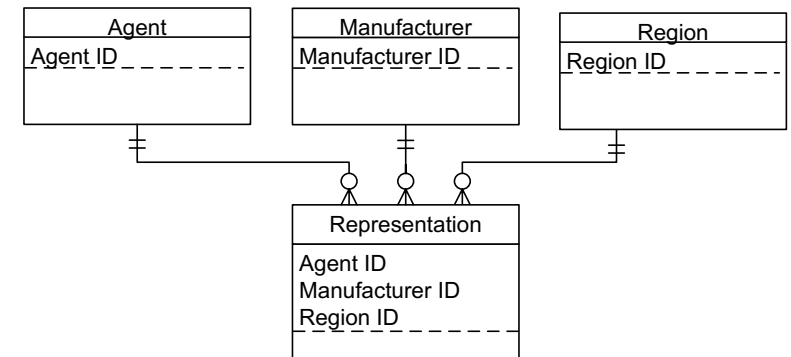 Agent
Agent ID
Manufacturer
Manufacturer ID
Region
Region ID
Representation
Agent ID
Manufacturer ID
Region ID